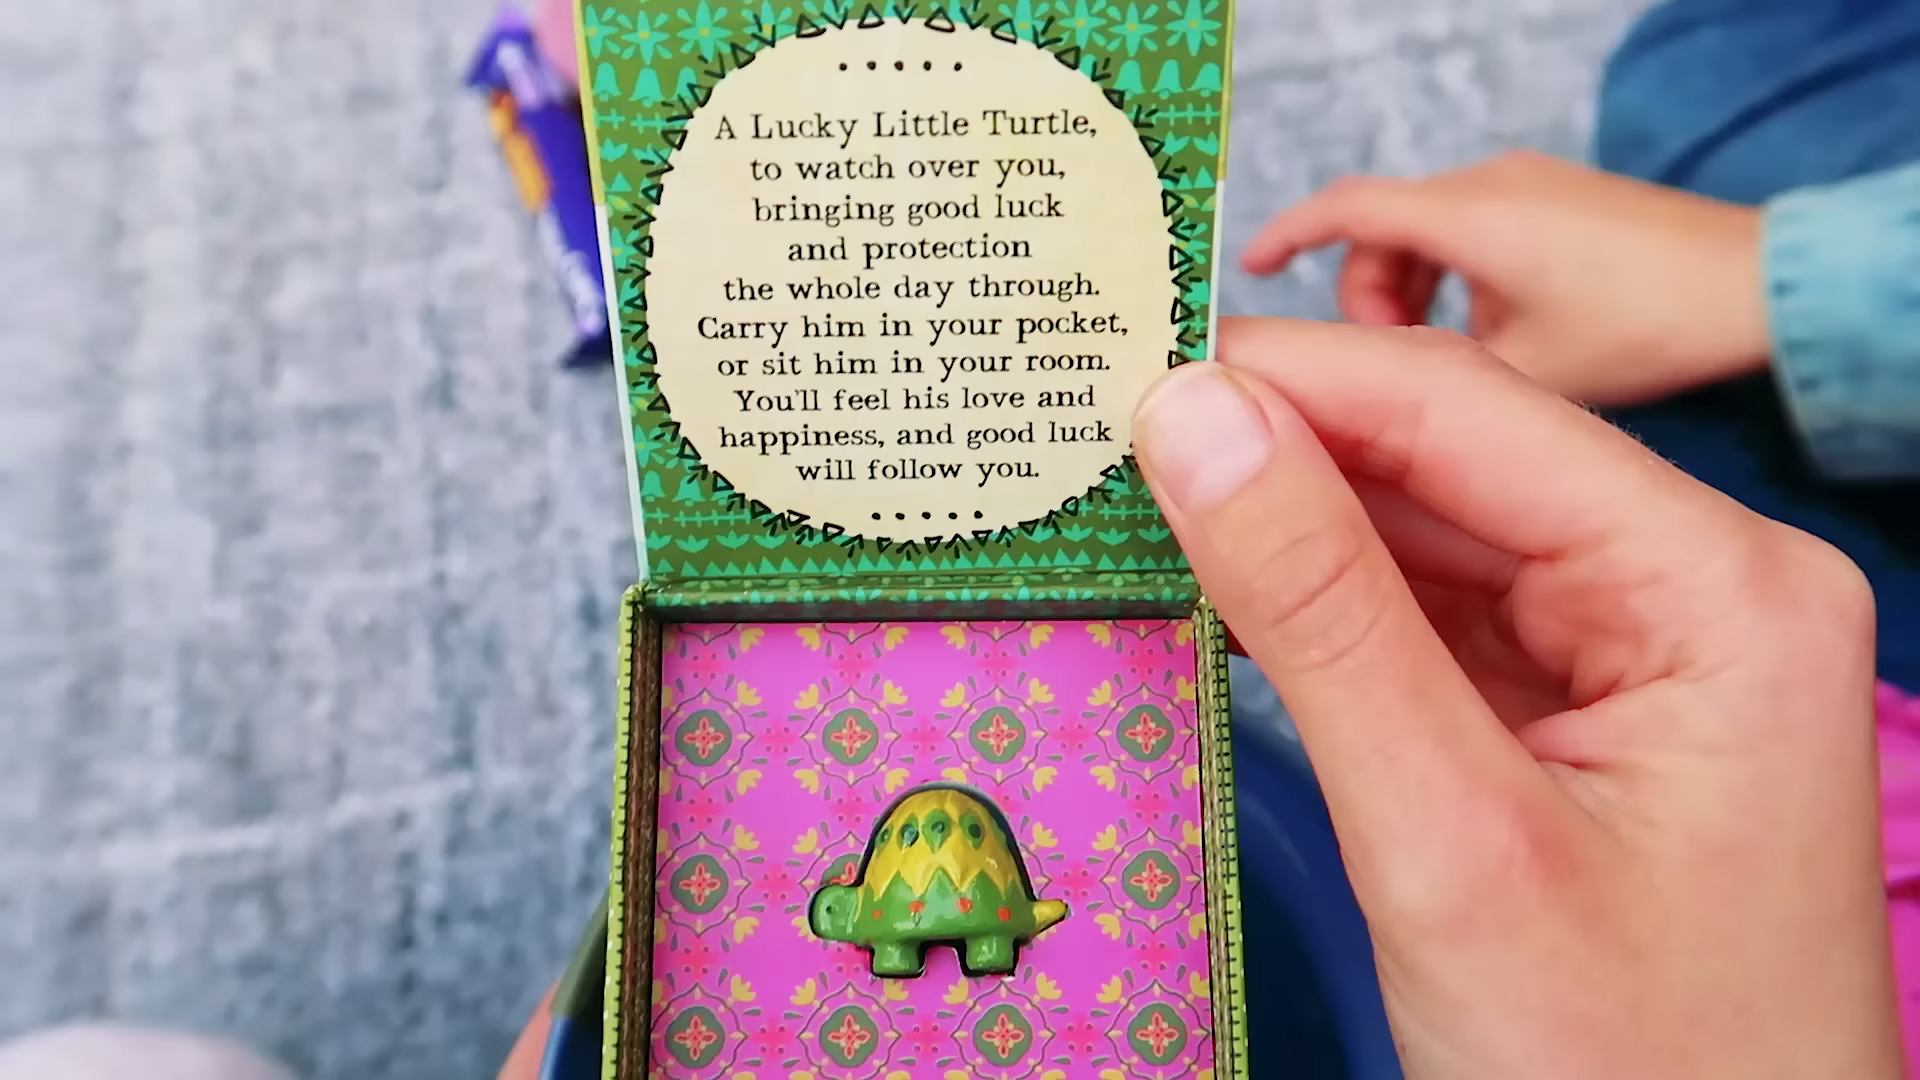 A Lucky Little Turtle,
to watch over you,
bringing good luck
and protection
the whole day through.
Carry him in your pocket,
or sit him in your room.
You'll feel his love and
happiness, and good luck
will follow you.